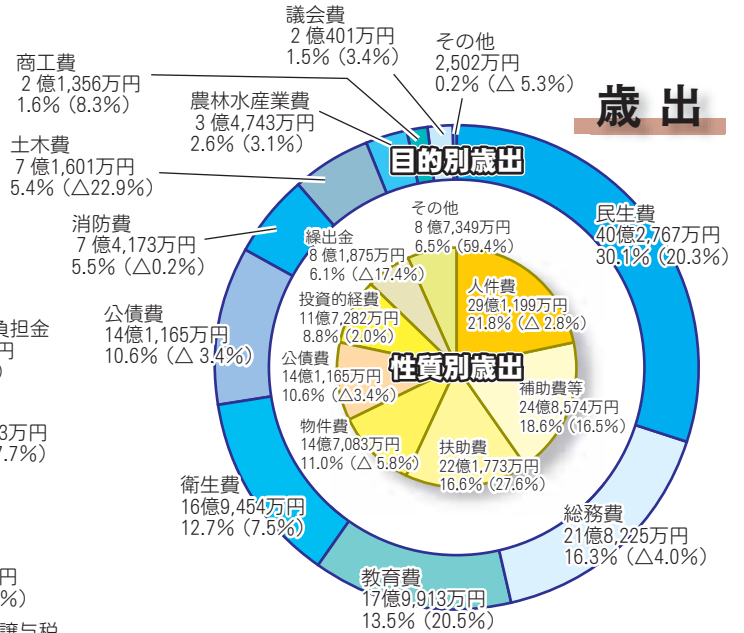 歳出
目的別歳出
議会費
2億401万円
1.5%（3.4%）
その他
2,502万円
0.2%（△ 5.3%）
商工費
2億1,356万円
1.6%（8.3%）
農林水産業費
3億4,743万円
2.6%（3.1%）
土木費
7億1,601万円
5.4%（△22.9%）
消防費
7億4,173万円
5.5%（△0.2%）
公債費
14億1,165万円
10.6%（△ 3.4%）
衛生費
16億9,454万円
12.7%（7.5%）
教育費
17億9,913万円
13.5%（20.5%）
総務費
21億8,225万円
16.3%（△4.0%）
民生費
40億2,767万円
30.1%（20.3%）
性質別歳出
その他
8億7,349万円
6.5%（59.4%）
繰出金
8億1,875万円
6.1%（△17.4%）
投資的経費
11億7,282万円
8.8%（2.0%）
公債費
14億1,165万円
10.6%（△3.4%）
物件費
14億7,083万円
11.0%（△ 5.8%）
扶助費
22億1,773万円
16.6%（27.6%）
補助費等
24億8,574万円
18.6%（16.5%）
人件費
29億1,199万円
21.8%（△ 2.8%）
負担金
円
）
3万円
7.7%）
円
%）
譲与税